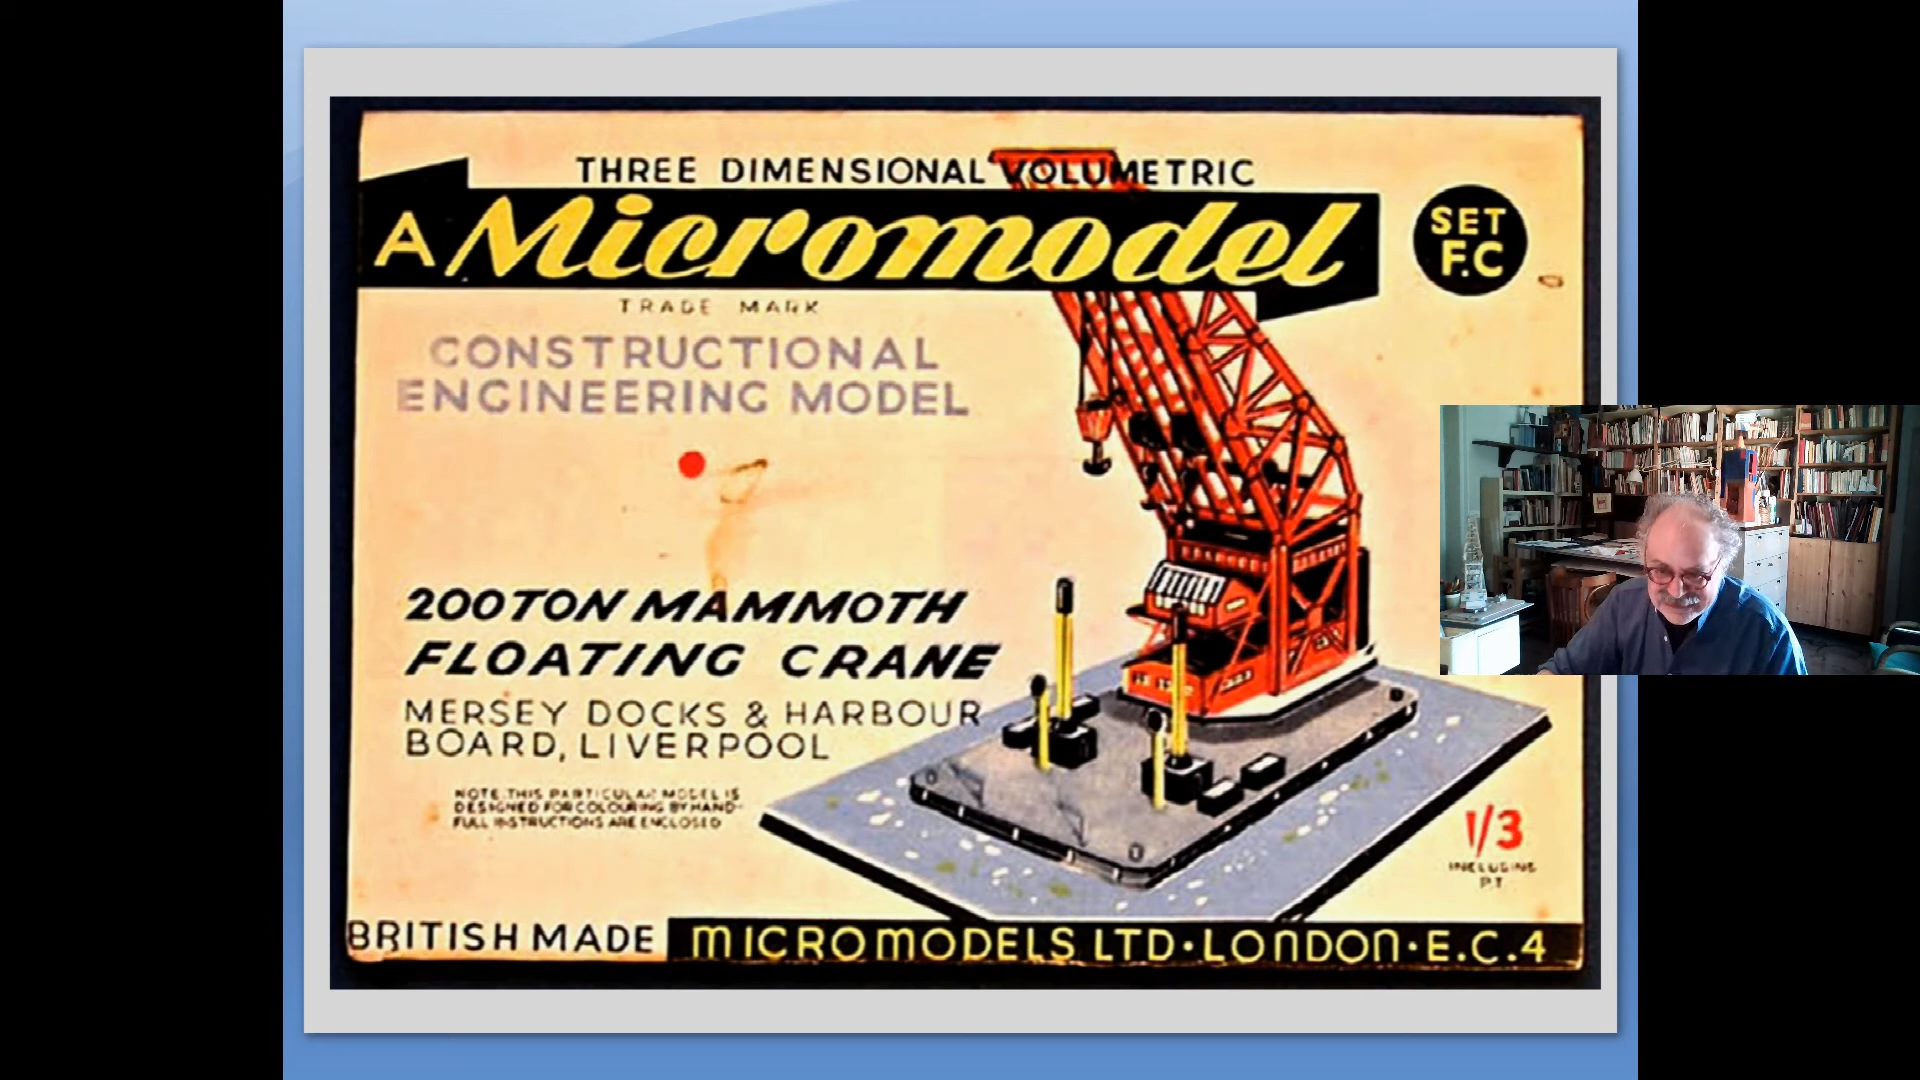 THREE DIMENSIONAL VOLUMETRIC
A Micromodel
SET
F.C
TRADE MARK
CONSTRUCTIONAL
ENGINEERING MODEL
200 TON MAMMOTH
FLOATING CRANE
MERSEY DOCKS & HARBOUR
BOARD, LIVERPOOL
NOTE. THIS PARTICULAR MODEL IS
DESIGNED FOR COLOURING BY HAND-
FULL INSTRUCTIONS ARE ENCLOSED
1/3
INCLUDING
P.T
BRITISH MADE
MICROMODELS LTD·LONDON·E.C.4